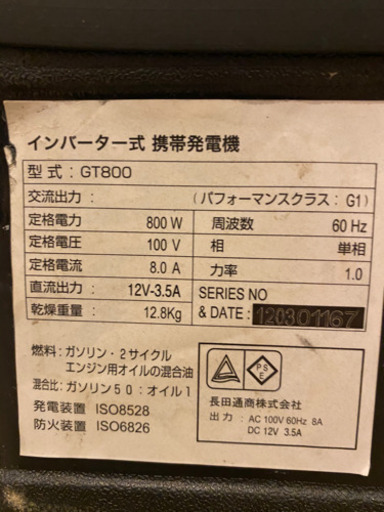 インバーター式 携帯発電機
型 式 : GT800
交流出力 : (パフォーマンスクラス : G1)
定格電力 800 W 周波数 60 Hz
定格電圧 100 V 相 単相
定格電流 8.0 A 力率 1.0
直流出力 : 12V-3.5A SERIES NO
乾燥重量 : 12.8Kg & DATE : 120301167
燃料 : ガソリン・2サイクル
エンジン用オイルの混合油
混合比 : ガソリン50 : オイル1
発電装置 ISO8528
防火装置 ISO6826
PS
E
長田通商株式会社
出力 : AC 100V 60Hz 8A
DC 12V 3.5A